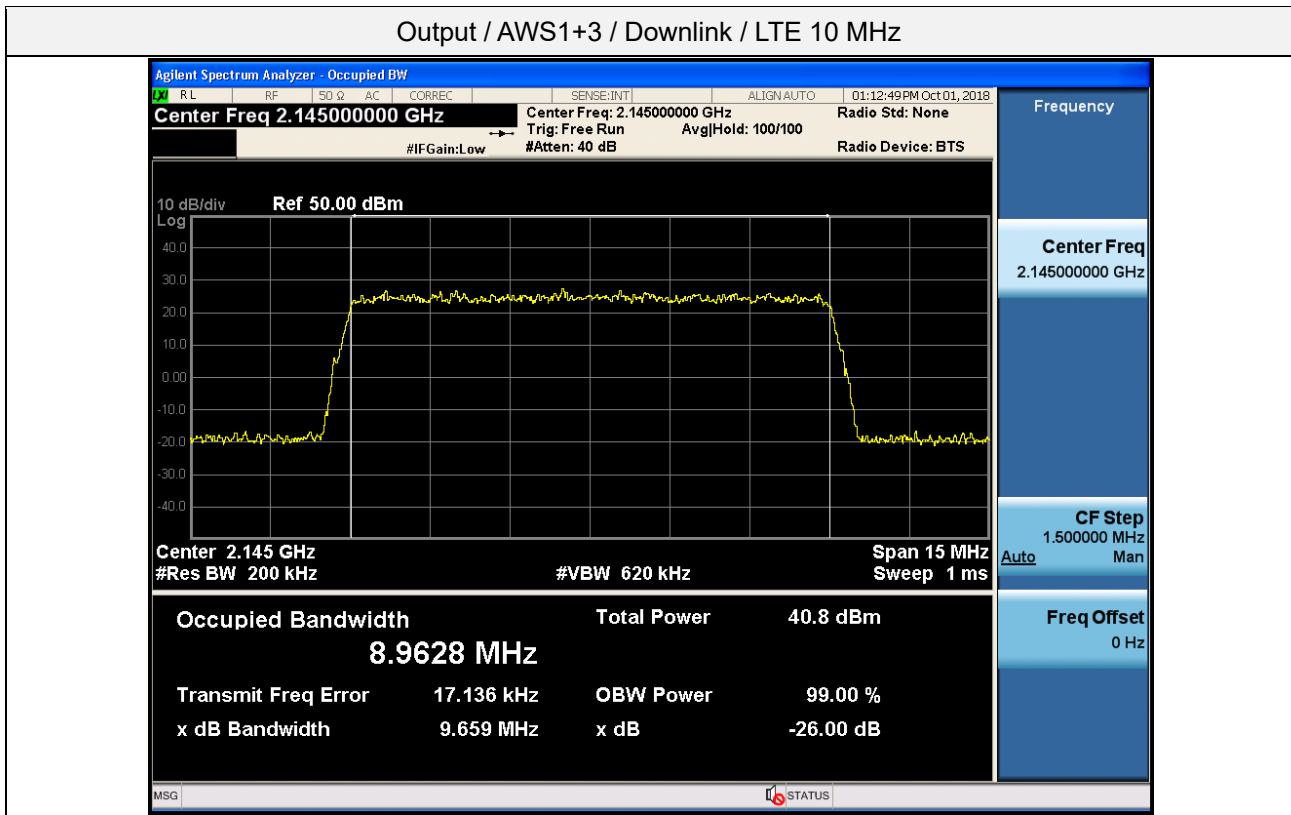 Output / AWS1+3 / Downlink / LTE 10 MHz
Agilent Spectrum Analyzer - Occupied BW
LXI RL RF 50 Ω AC CORREC SENSE:INT ALIGN AUTO 01:12:49 PM Oct 01, 2018
Center Freq 2.145000000 GHz
Center Freq: 2.145000000 GHz Radio Std: None
Trig: Free Run Avg|Hold: 100/100
#IFGain:Low #Atten: 40 dB Radio Device: BTS
10 dB/div Ref 50.00 dBm
Log
40.0
30.0
20.0
10.0
0.00
-10.0
-20.0
-30.0
-40.0
Center 2.145 GHz Span 15 MHz
#Res BW 200 kHz #VBW 620 kHz Sweep 1 ms
Occupied Bandwidth Total Power 40.8 dBm
8.9628 MHz
Transmit Freq Error 17.136 kHz OBW Power 99.00 %
x dB Bandwidth 9.659 MHz x dB -26.00 dB
MSG STATUS
Frequency
Center Freq
2.145000000 GHz
CF Step
1.500000 MHz
Auto Man
Freq Offset
0 Hz